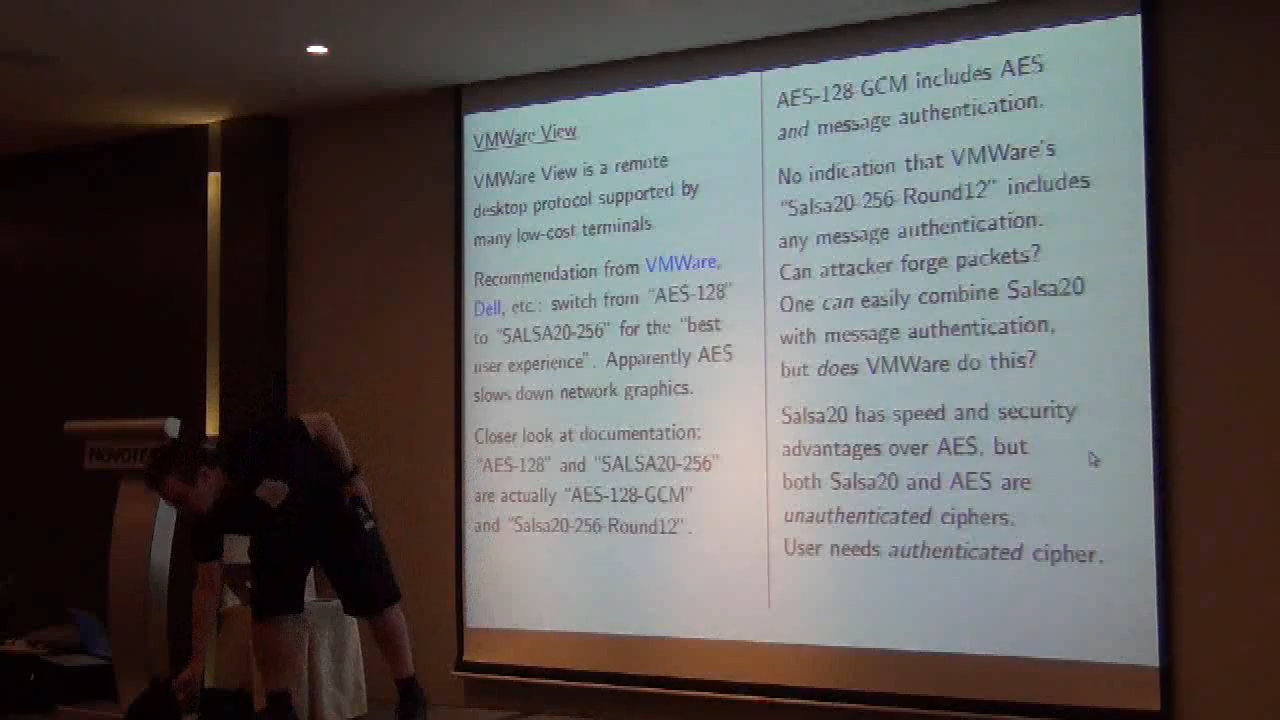 VMWare View
VMWare View is a remote
desktop protocol supported by
many low-cost terminals.
Recommendation from VMWare,
Dell, etc.: switch from "AES-128"
to "SALSA20-256" for the "best
user experience". Apparently AES
slows down network graphics.
Closer look at documentation:
"AES-128" and "SALSA20-256"
are actually "AES-128-GCM"
and "Salsa20-256-Round12".
AES-128-GCM includes AES
and message authentication.
No indication that VMWare's
"Salsa20-256-Round12" includes
any message authentication.
Can attacker forge packets?
One can easily combine Salsa20
with message authentication,
but does VMWare do this?
Salsa20 has speed and security
advantages over AES, but
both Salsa20 and AES are
unauthenticated ciphers.
User needs authenticated cipher.